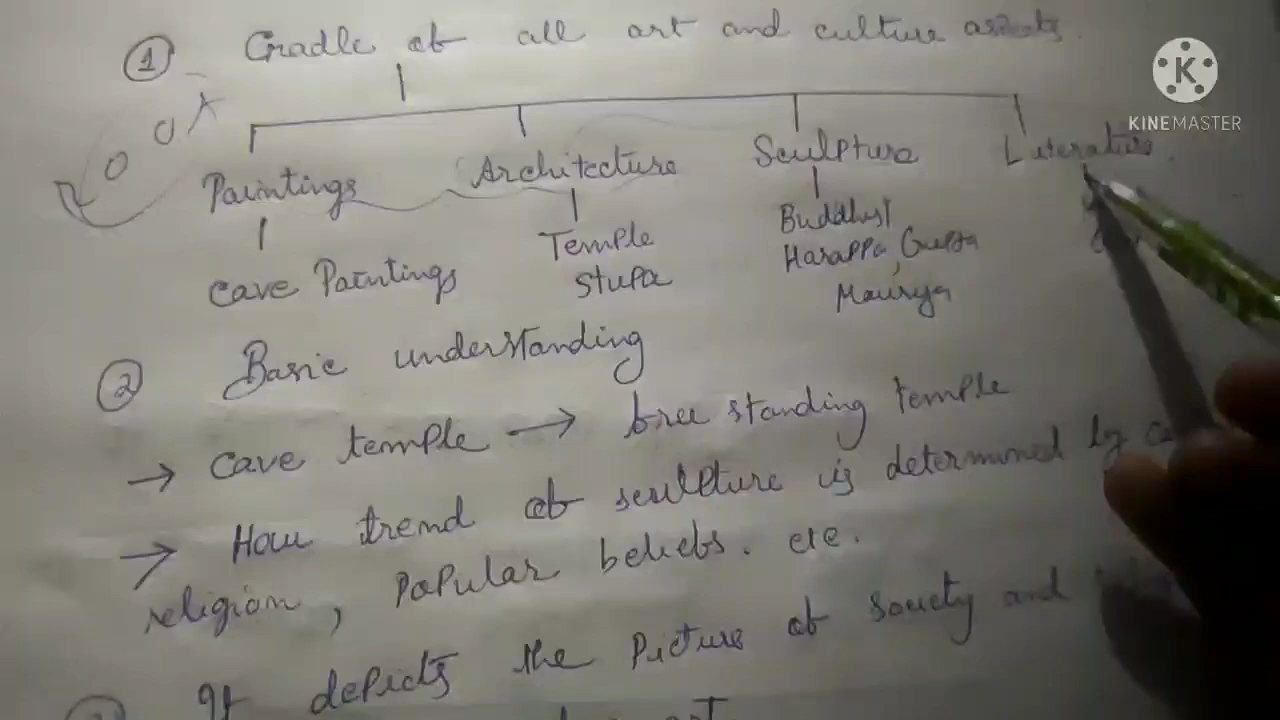 ① Cradle of all art and culture aspects.
Paintings Architecture Sculpture Literature
Cave Paintings
Temple
Stupa
Buddhist
Harappa, Gupta
Maurya
② Basic understanding
→ Cave temple → free standing temple
→ How trend of sculpture is determined by
religion, Popular beliefs. etc.
It depicts the Picture of Society and
KINEMASTER